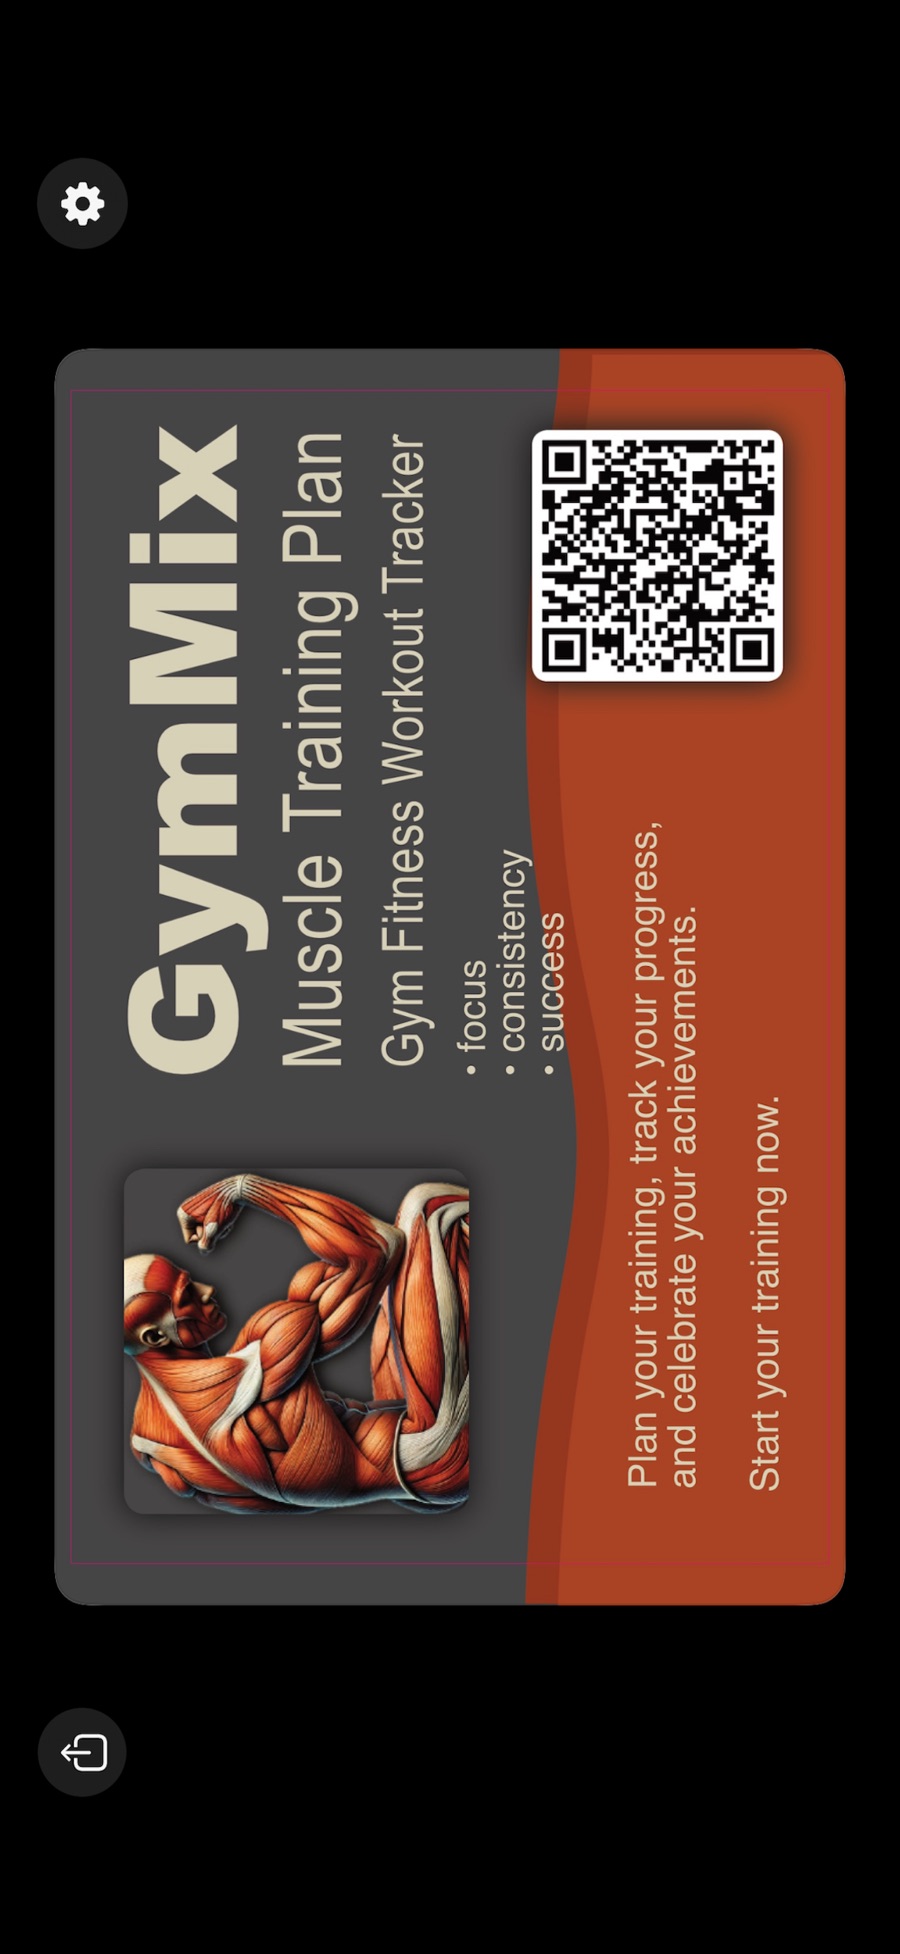 GymMix
Muscle Training Plan
Gym Fitness Workout Tracker
• focus
• consistency
• success
Plan your training, track your progress,
and celebrate your achievements.
Start your training now.